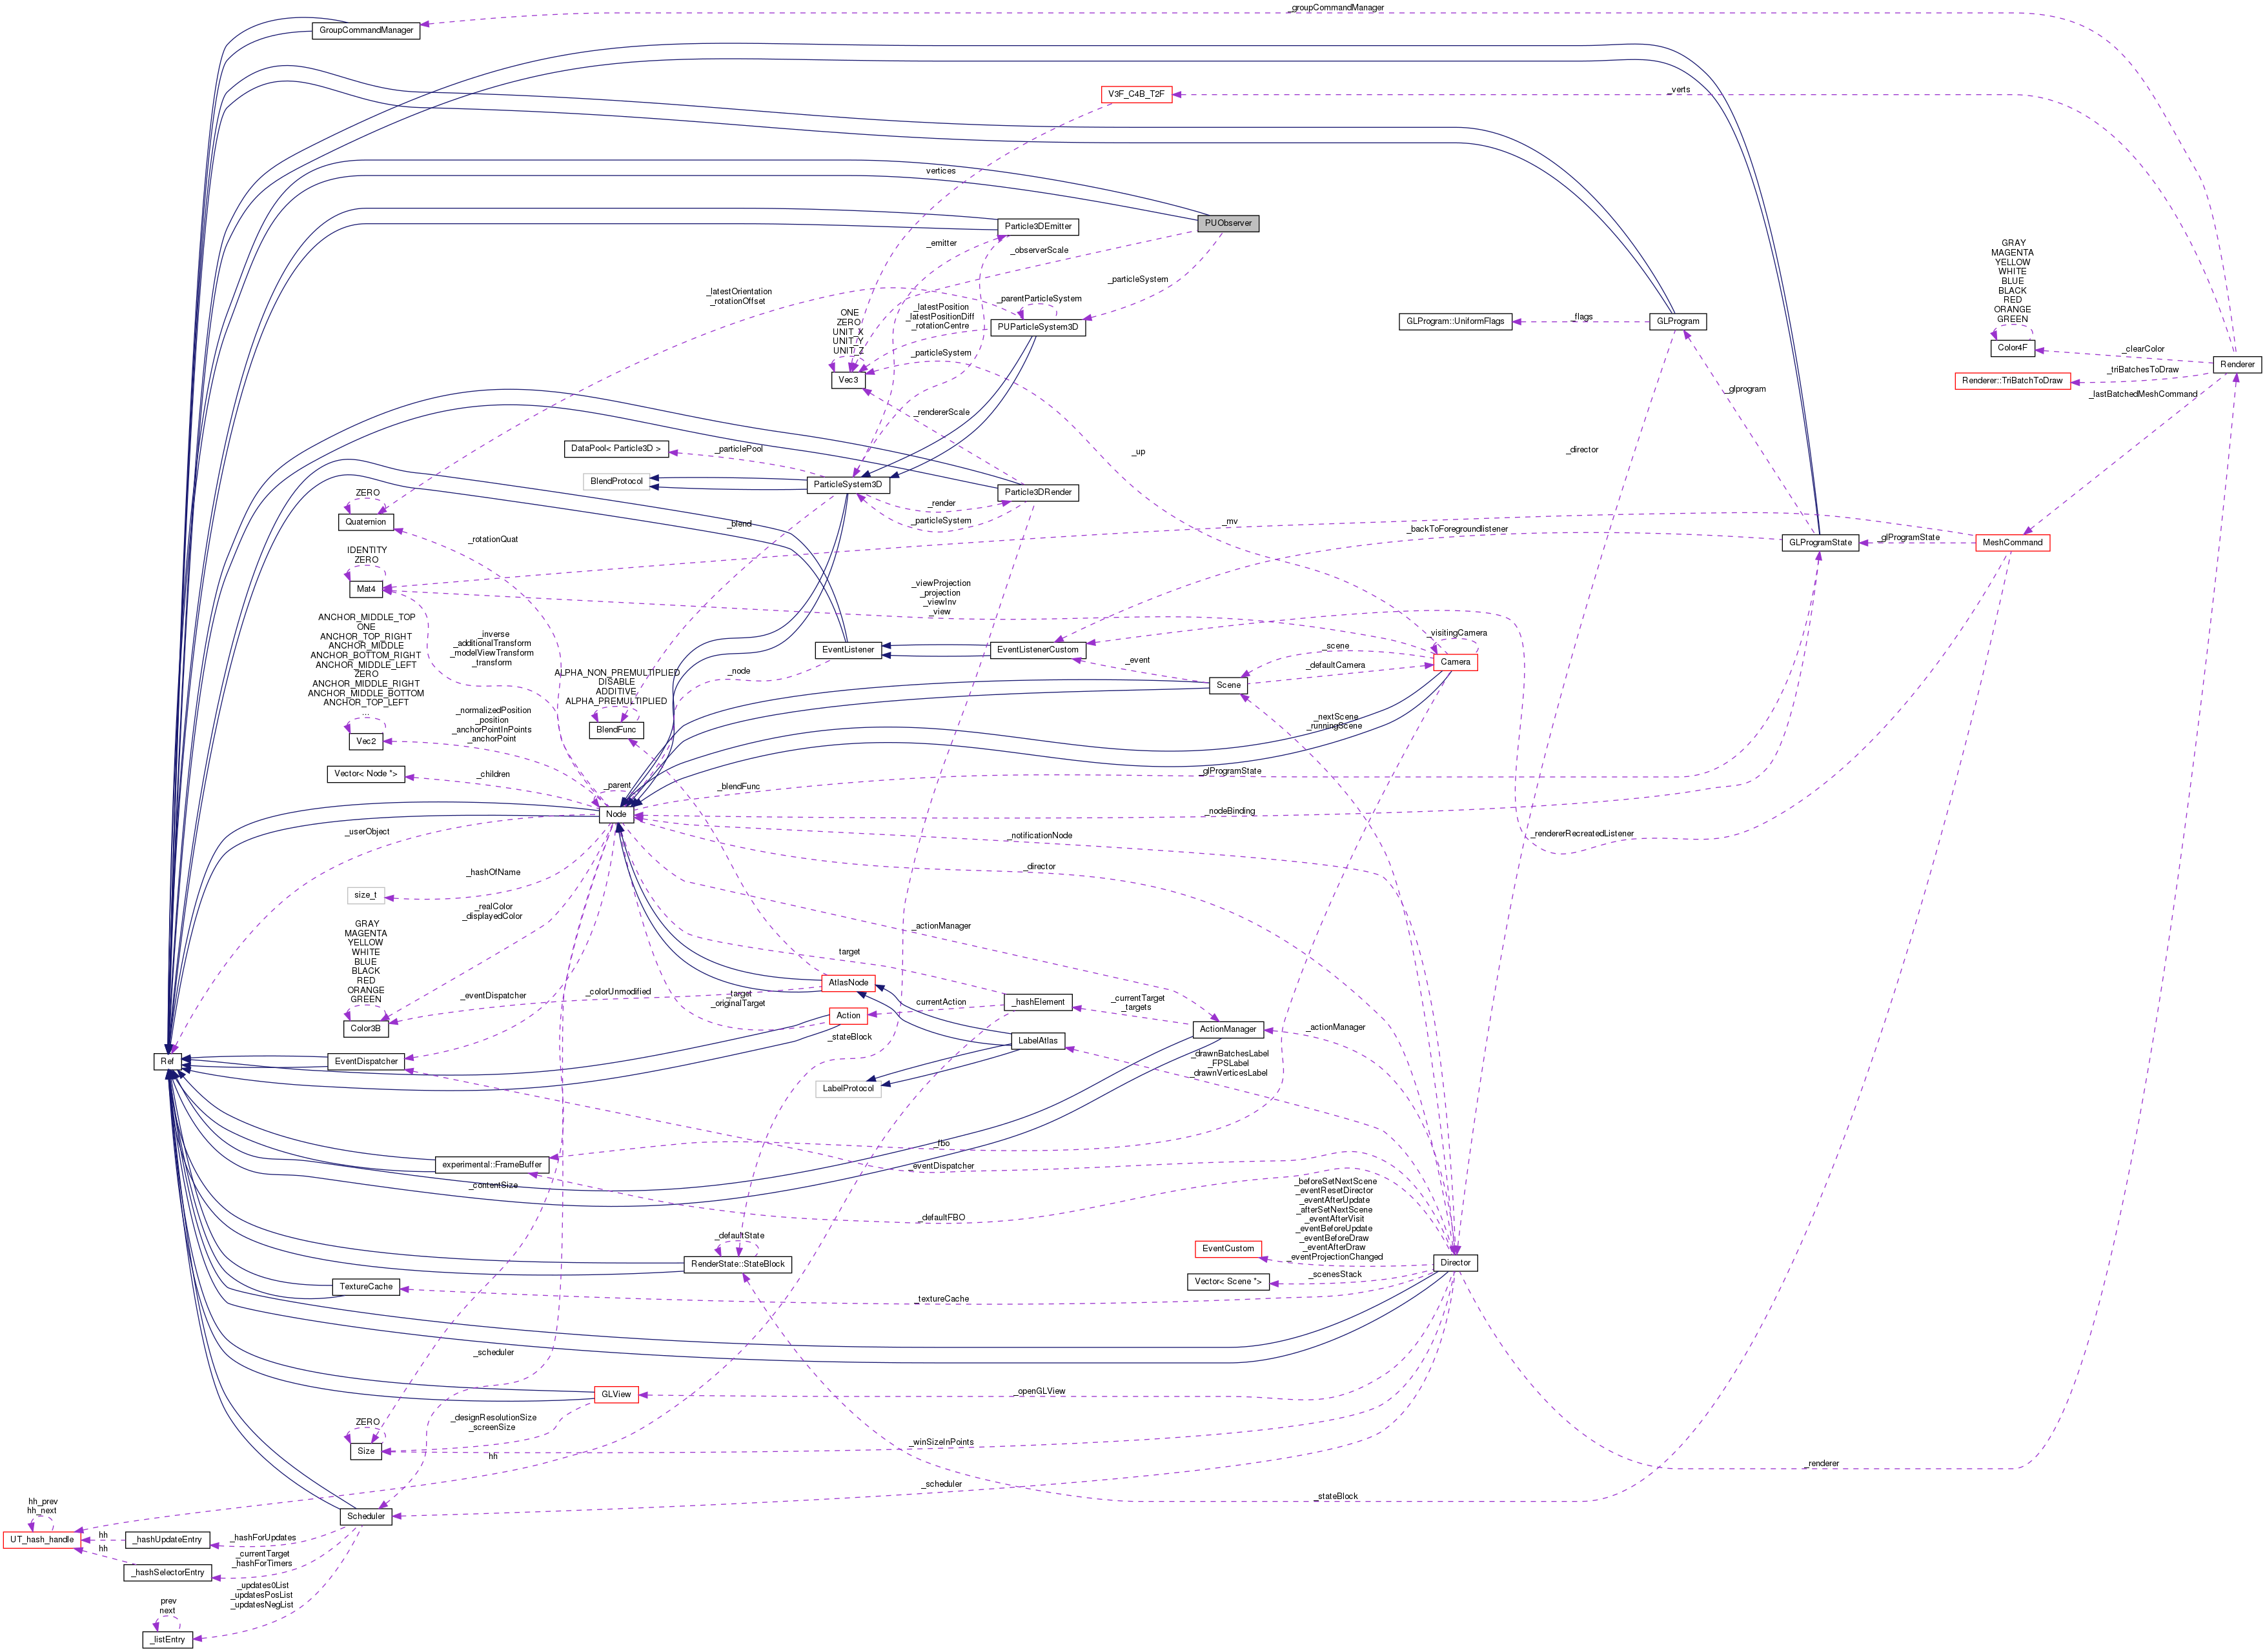 _groupCommandManager
GroupCommandManager
V3F_C4B_T2F
_verts
vertices
PUObserver
Particle3DEmitter
_emitter
_observerScale
_particleSystem
GRAY
MAGENTA
YELLOW
WHITE
BLUE
BLACK
RED
ORANGE
GREEN
Color4F
_latestOrientation
_rotationOffset
_parentParticleSystem
PUParticleSystem3D
_latestPosition
_latestPositionDiff
_rotationCentre
ONE
ZERO
UNIT_X
UNIT_Y
UNIT_Z
Vec3
_particleSystem
GLProgram::UniformFlags
_flags
GLProgram
_clearColor
Renderer
_triBatchesToDraw
Renderer::TriBatchToDraw
_lastBatchedMeshCommand
_glprogram
_rendererScale
_director
_up
DataPool< Particle3D >
_particlePool
BlendProtocol
ParticleSystem3D
_render
Particle3DRender
_particleSystem
ZERO
Quaternion
_blend
_mv
_backToForegroundlistener
GLProgramState
_glProgramState
MeshCommand
_rotationQuat
IDENTITY
ZERO
Mat4
_viewProjection
_projection
_viewInv
_view
ANCHOR_MIDDLE_TOP
ONE
ANCHOR_TOP_RIGHT
ANCHOR_MIDDLE
ANCHOR_BOTTOM_RIGHT
ANCHOR_MIDDLE_LEFT
ZERO
ANCHOR_MIDDLE_RIGHT
ANCHOR_MIDDLE_BOTTOM
ANCHOR_TOP_LEFT
...
Vec2
_inverse
_additionalTransform
_modelViewTransform
_transform
EventListener
EventListenerCustom
_visitingCamera
_scene
Camera
_event
_defaultCamera
Scene
_node
ALPHA_NON_PREMULTIPLIED
DISABLE
ADDITIVE
ALPHA_PREMULTIPLIED
BlendFunc
_normalizedPosition
_position
_anchorPointInPoints
_anchorPoint
_nextScene
_runningScene
Vector< Node *>
_children
_parent
_blendFunc
_glProgramState
Node
_nodeBinding
_userObject
_notificationNode
_rendererRecreatedListener
_director
size_t
_hashOfName
_realColor
_displayedColor
GRAY
MAGENTA
YELLOW
WHITE
BLUE
BLACK
RED
ORANGE
GREEN
Color3B
_actionManager
target
AtlasNode
_colorUnmodified
_target
_originalTarget
_eventDispatcher
Action
currentAction
_hashElement
_currentTarget
_targets
ActionManager
_actionManager
_stateBlock
LabelAtlas
Ref
EventDispatcher
_drawnBatchesLabel
_FPSLabel
_drawnVerticesLabel
LabelProtocol
_fbo
experimental::FrameBuffer
_eventDispatcher
_contentSize
_defaultFBO
_beforeSetNextScene
_eventResetDirector
_eventAfterUpdate
_afterSetNextScene
_eventAfterVisit
_eventBeforeUpdate
_eventBeforeDraw
_eventAfterDraw
_eventProjectionChanged
EventCustom
Director
_defaultState
RenderState::StateBlock
Vector< Scene *>
_scenesStack
TextureCache
_textureCache
_scheduler
GLView
_openGLView
_designResolutionSize
_screenSize
ZERO
Size
_winSizeInPoints
hh
_renderer
_scheduler
_stateBlock
hh_prev
hh_next
UT_hash_handle
Scheduler
hh
_hashUpdateEntry
_hashForUpdates
hh
_hashSelectorEntry
_currentTarget
_hashForTimers
_updates0List
_updatesPosList
_updatesNegList
prev
next
_listEntry